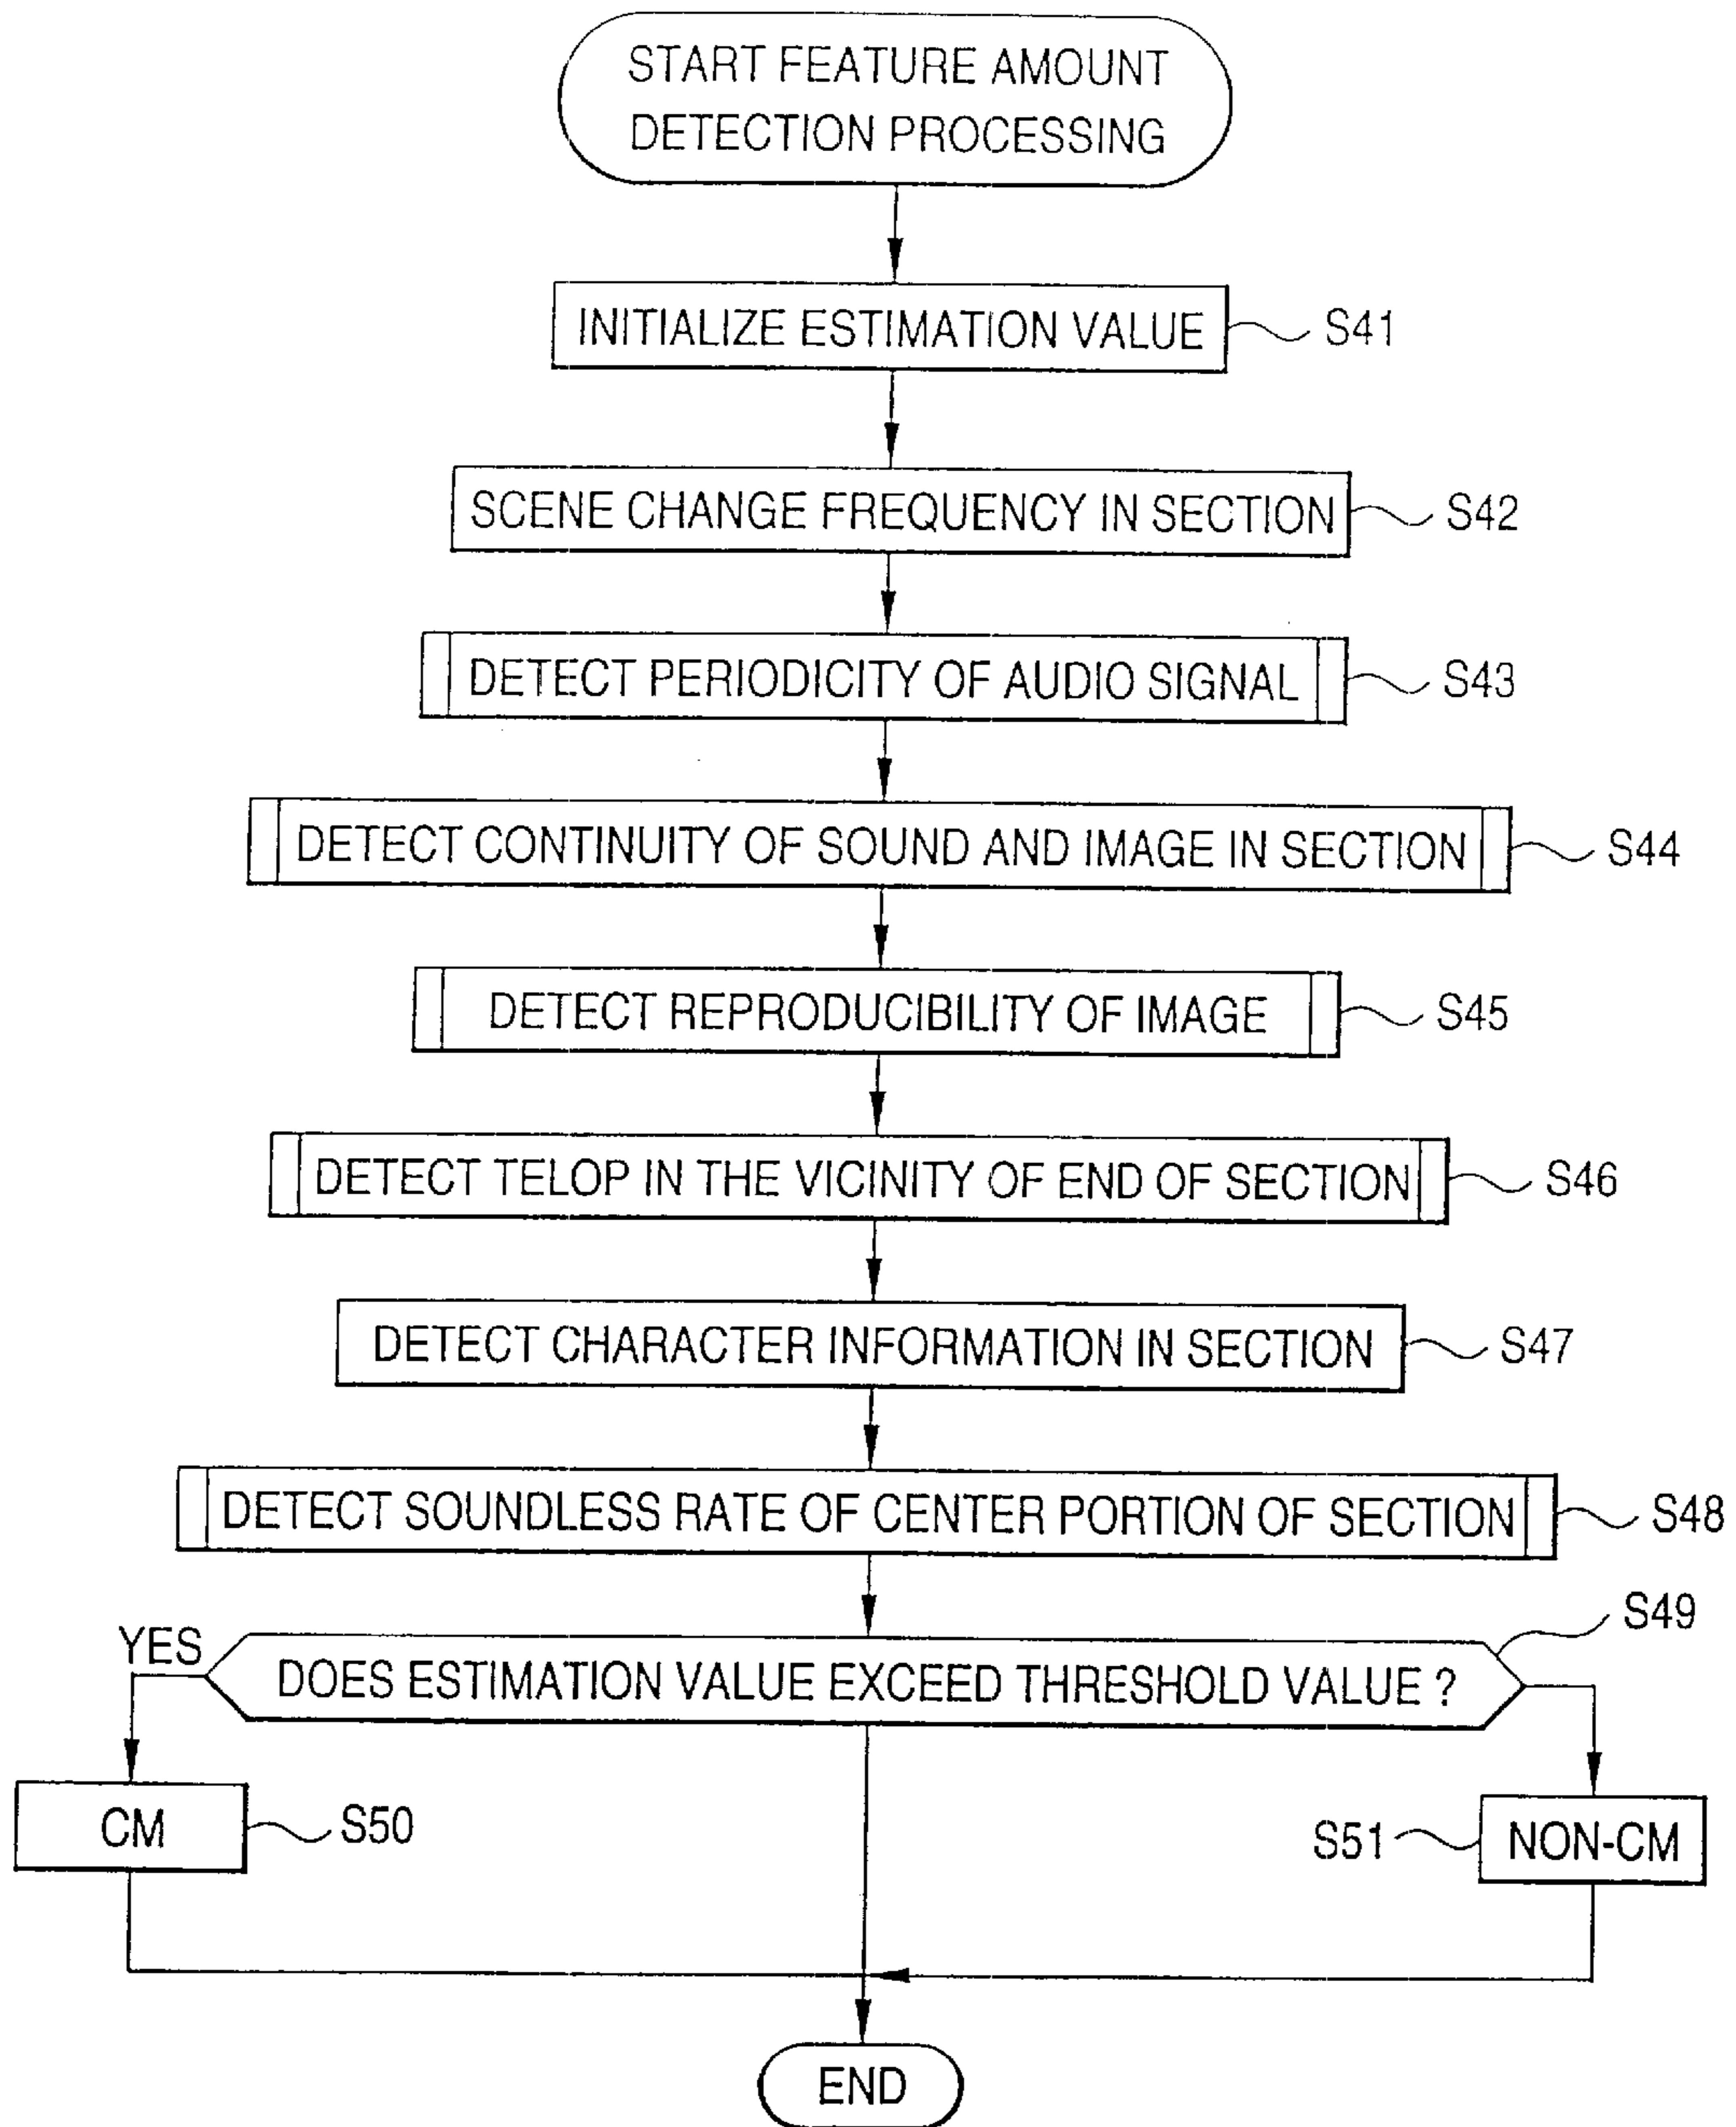 START FEATURE AMOUNT
DETECTION PROCESSING
INITIALIZE ESTIMATION VALUE
S41
SCENE CHANGE FREQUENCY IN SECTION
S42
DETECT PERIODICITY OF AUDIO SIGNAL
S43
DETECT CONTINUITY OF SOUND AND IMAGE IN SECTION
S44
DETECT REPRODUCIBILITY OF IMAGE
S45
DETECT TELOP IN THE VICINITY OF END OF SECTION
S46
DETECT CHARACTER INFORMATION IN SECTION
S47
DETECT SOUNDLESS RATE OF CENTER PORTION OF SECTION
S48
S49
YES
DOES ESTIMATION VALUE EXCEED THRESHOLD VALUE ?
CM
S50
S51
NON-CM
END